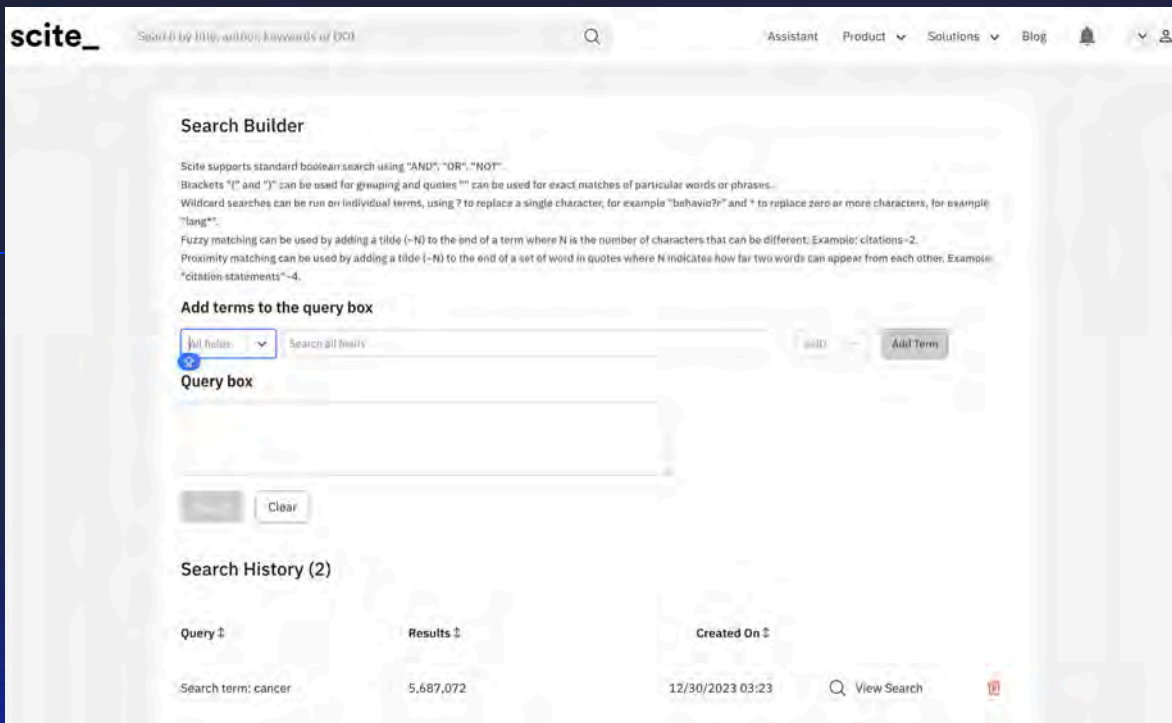 scite_
Search by title, author, keywords or DOI
Assistant Product Solutions Blog
Search Builder
Scite supports standard boolean search using "AND", "OR", "NOT".
Brackets "(" and ")" can be used for grouping and quotes "" can be used for exact matches of particular words or phrases.
Wildcard searches can be run on individual terms, using ? to replace a single character, for example "behavio?r" and * to replace zero or more characters, for example
"lang*".
Fuzzy matching can be used by adding a tilde (~N) to the end of a term where N is the number of characters that can be different. Example: citations~2.
Proximity matching can be used by adding a tilde (~N) to the end of a set of word in quotes where N indicates how far two words can appear from each other. Example:
"citation statements"~4.
Add terms to the query box
All fields Search all fields Add Term
Query box
Clear
Search History (2)
Query Results Created On
Search term: cancer 5,687,072 12/30/2023 03:23 View Search